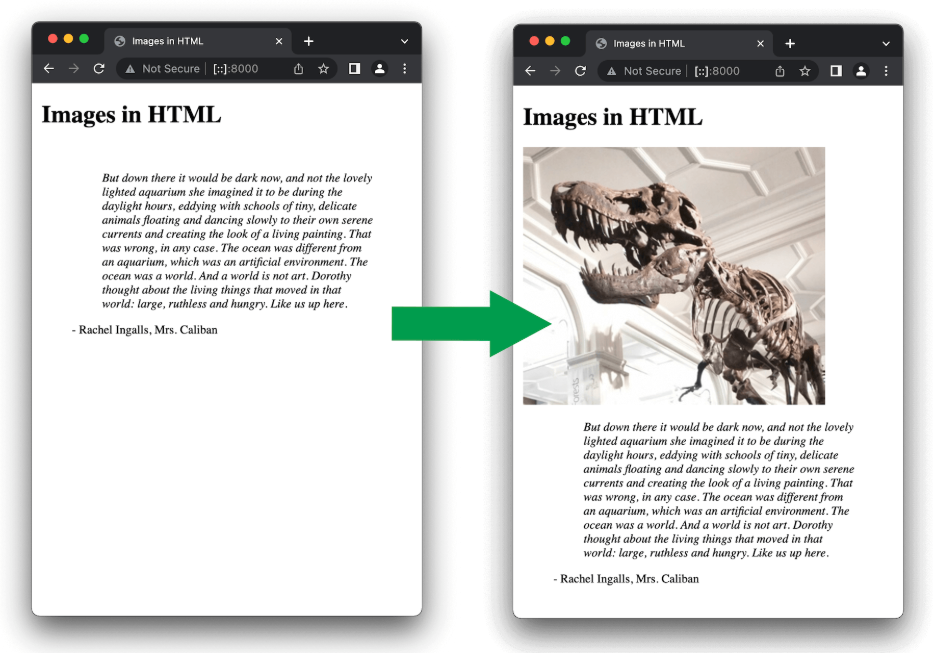 Images in HTML
Not Secure
[::]:8000
Images in HTML
But down there it would be dark now, and not the lovely
lighted aquarium she imagined it to be during the
daylight hours, eddying with schools of tiny, delicate
animals floating and dancing slowly to their own serene
currents and creating the look of a living painting. That
was wrong, in any case. The ocean was different from
an aquarium, which was an artificial environment. The
ocean was a world. And a world is not art. Dorothy
thought about the living things that moved in that
world: large, ruthless and hungry. Like us up here.
- Rachel Ingalls, Mrs. Caliban
Images in HTML
Not Secure
[::]:8000
Images in HTML
But down there it would be dark now, and not the lovely
lighted aquarium she imagined it to be during the
daylight hours, eddying with schools of tiny, delicate
animals floating and dancing slowly to their own serene
currents and creating the look of a living painting. That
was wrong, in any case. The ocean was different from
an aquarium, which was an artificial environment. The
ocean was a world. And a world is not art. Dorothy
thought about the living things that moved in that
world: large, ruthless and hungry. Like us up here.
- Rachel Ingalls, Mrs. Caliban